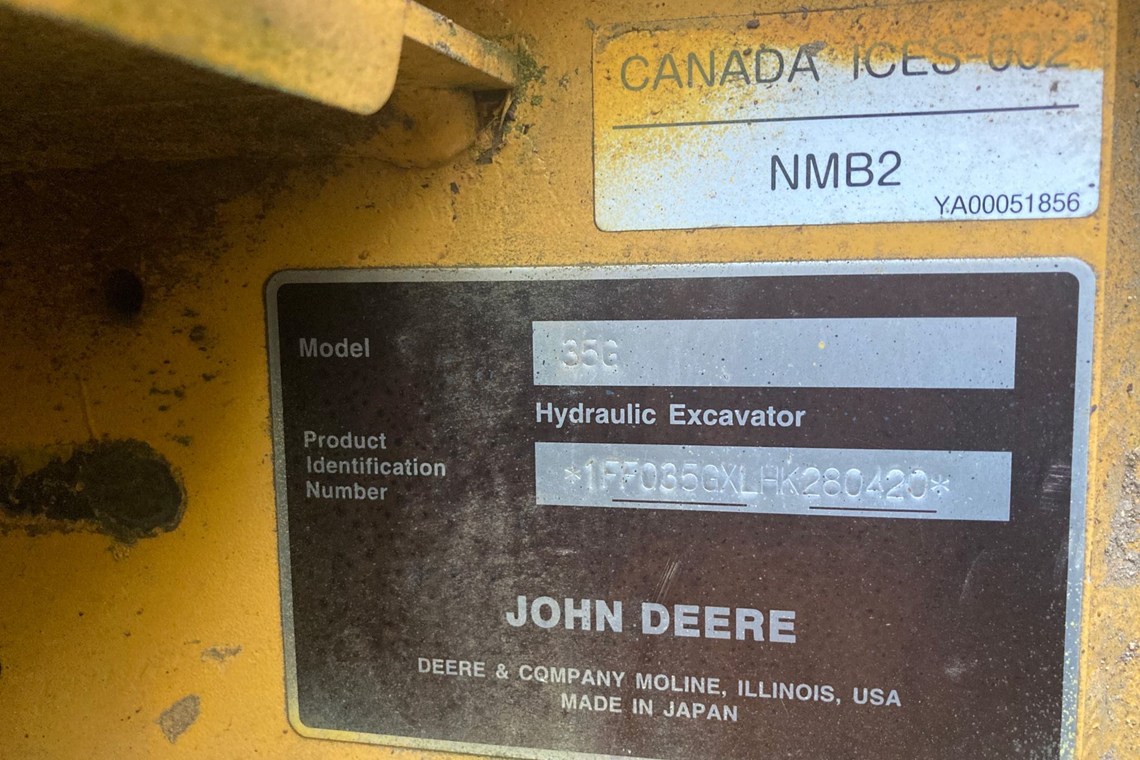 CANADA ICES-002
NMB2
YA00051856
Model
35G
Hydraulic Excavator
Product
Identification
Number
*1FF035GXLHK280420*
JOHN DEERE
DEERE & COMPANY MOLINE, ILLINOIS, USA
MADE IN JAPAN